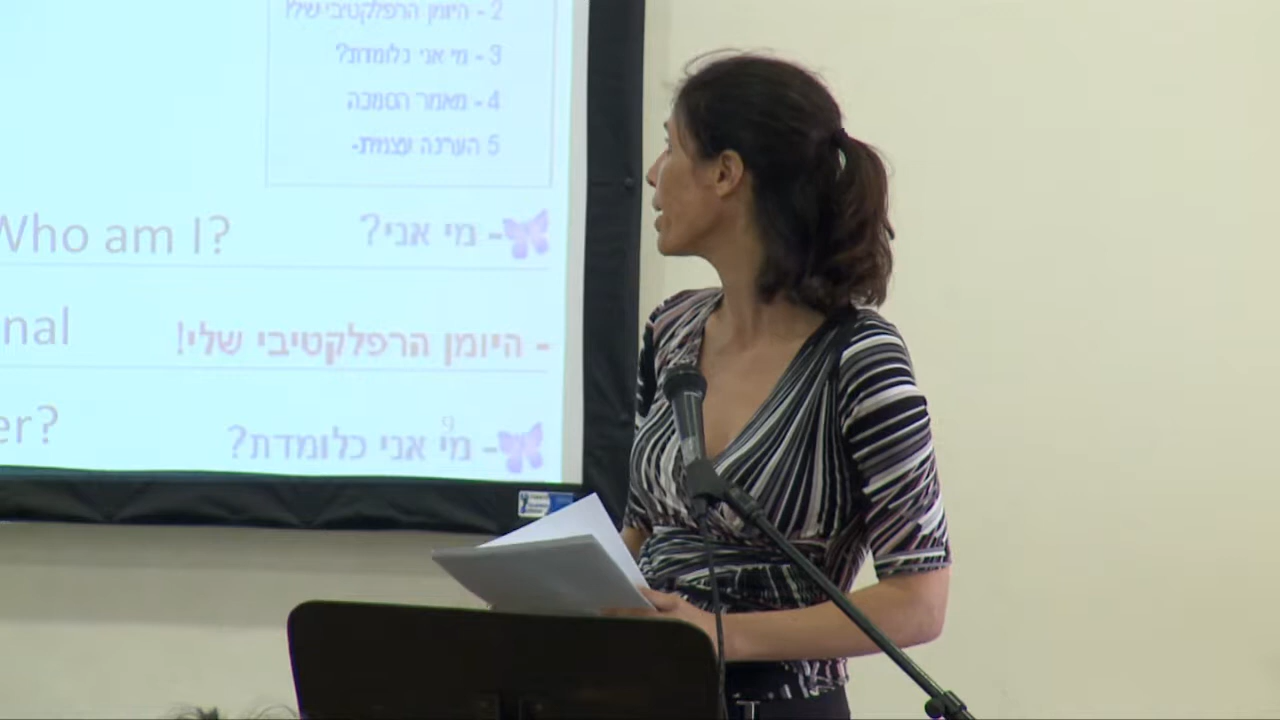 2 - היומן הרפלקטיבי שלי!
3 - מי אני כלומדת?
4 - מאמר הסמכה
5 הערכה עצמית-
Who am I? - מי אני?
nal - היומן הרפלקטיבי שלי!
er? - מי אני כלומדת?
9